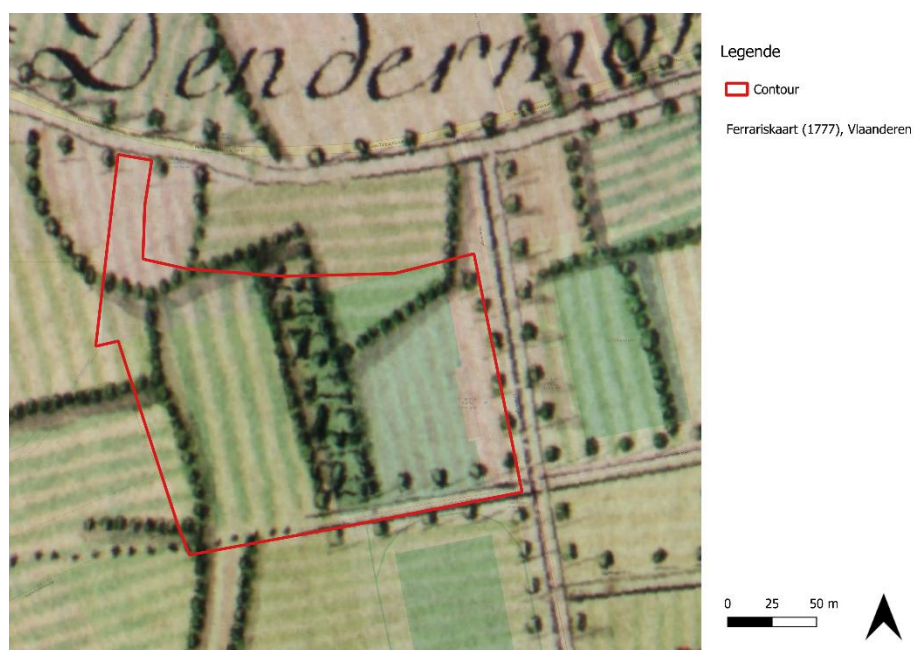 Dendermo
Legende
Contour
Ferrariskaart (1777), Vlaanderen
0 25 50 m